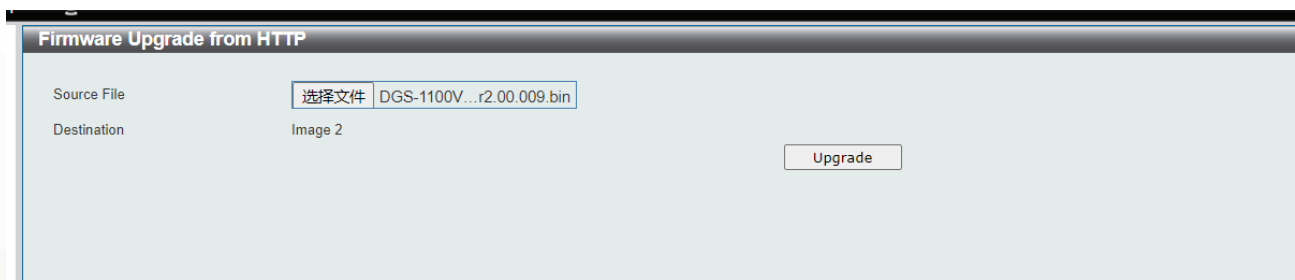 Firmware Upgrade from HTTP
Source File 选择文件 DGS-1100V...r2.00.009.bin
Destination Image 2
Upgrade